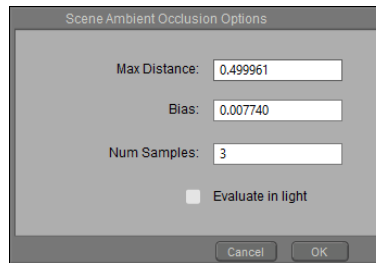 Scene Ambient Occlusion Options
Max Distance: 0.499961
Bias: 0.007740
Num Samples: 3
Evaluate in light
Cancel OK